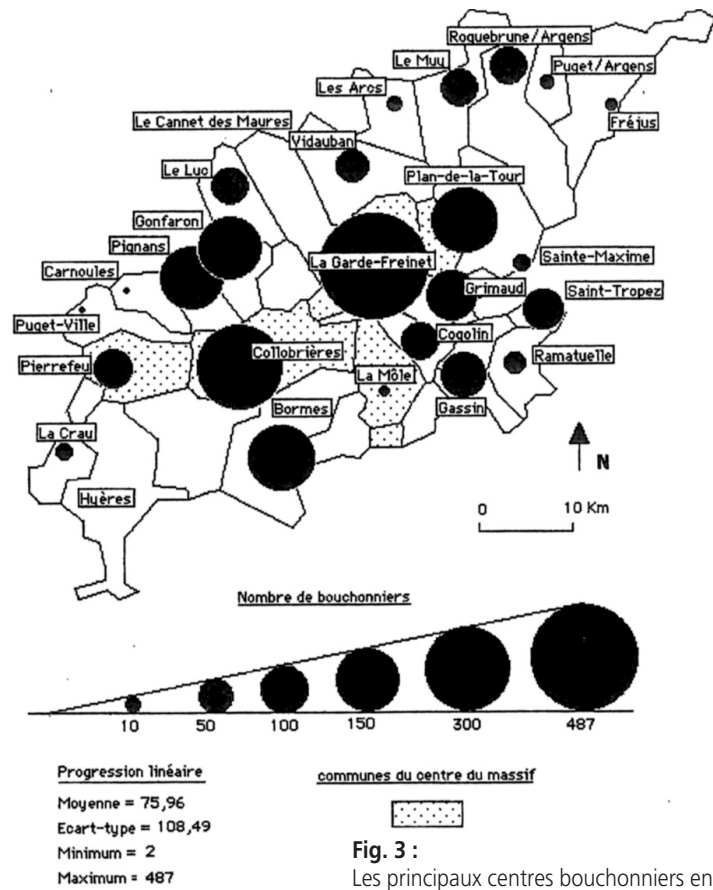 Roquebrune/Argens
Le Muy
Puget/Argens
Les Arcs
Fréjus
Le Cannet des Maures
Vidauban
Le Luc
Plan-de-la-Tour
Gonfaron
Pignans
La Garde-Freinet
Sainte-Maxime
Carnoules
Grimaud
Saint-Tropez
Puget-Ville
Cogolin
Collobrières
Pierrefeu
Ramatuelle
La Môle
Bormes
Gassin
La Crau
N
Hyères
0 10 Km
Nombre de bouchonniers
10 50 100 150 300 487
Progression linéaire
communes du centre du massif
Moyenne = 75,96
Ecart-type = 108,49
Minimum = 2
Maximum = 487
Fig. 3 :
Les principaux centres bouchonniers en